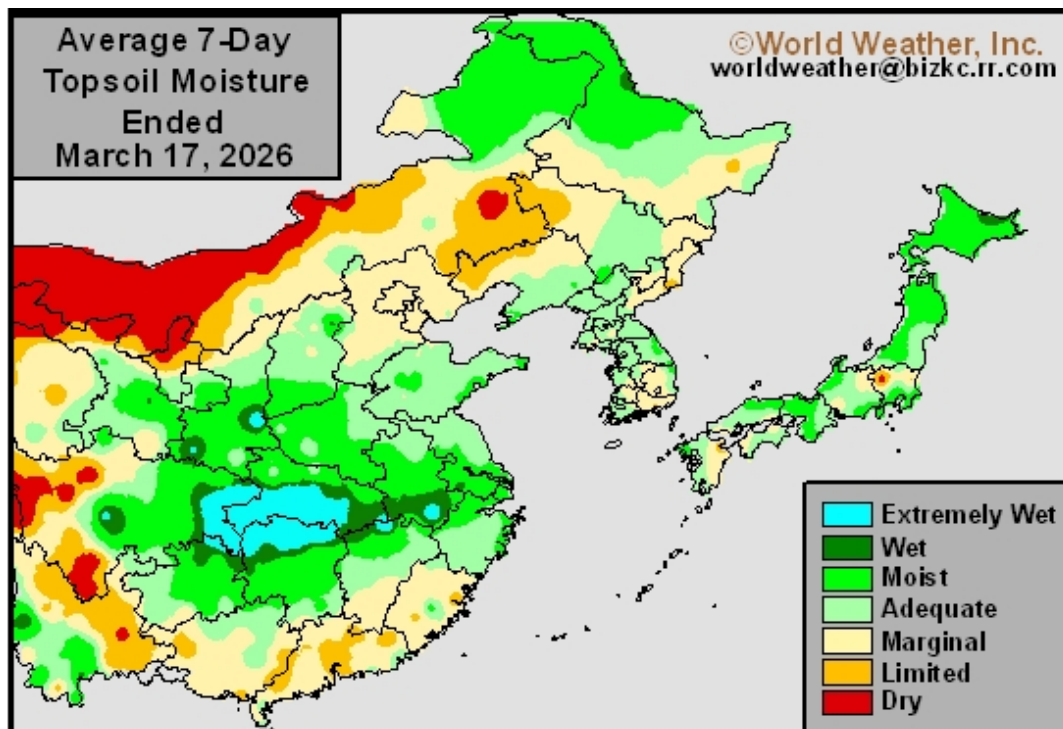 Average 7-Day
Topsoil Moisture
Ended
March 17, 2026
©World Weather, Inc.
worldweather@bizkc.rr.com
Extremely Wet
Wet
Moist
Adequate
Marginal
Limited
Dry